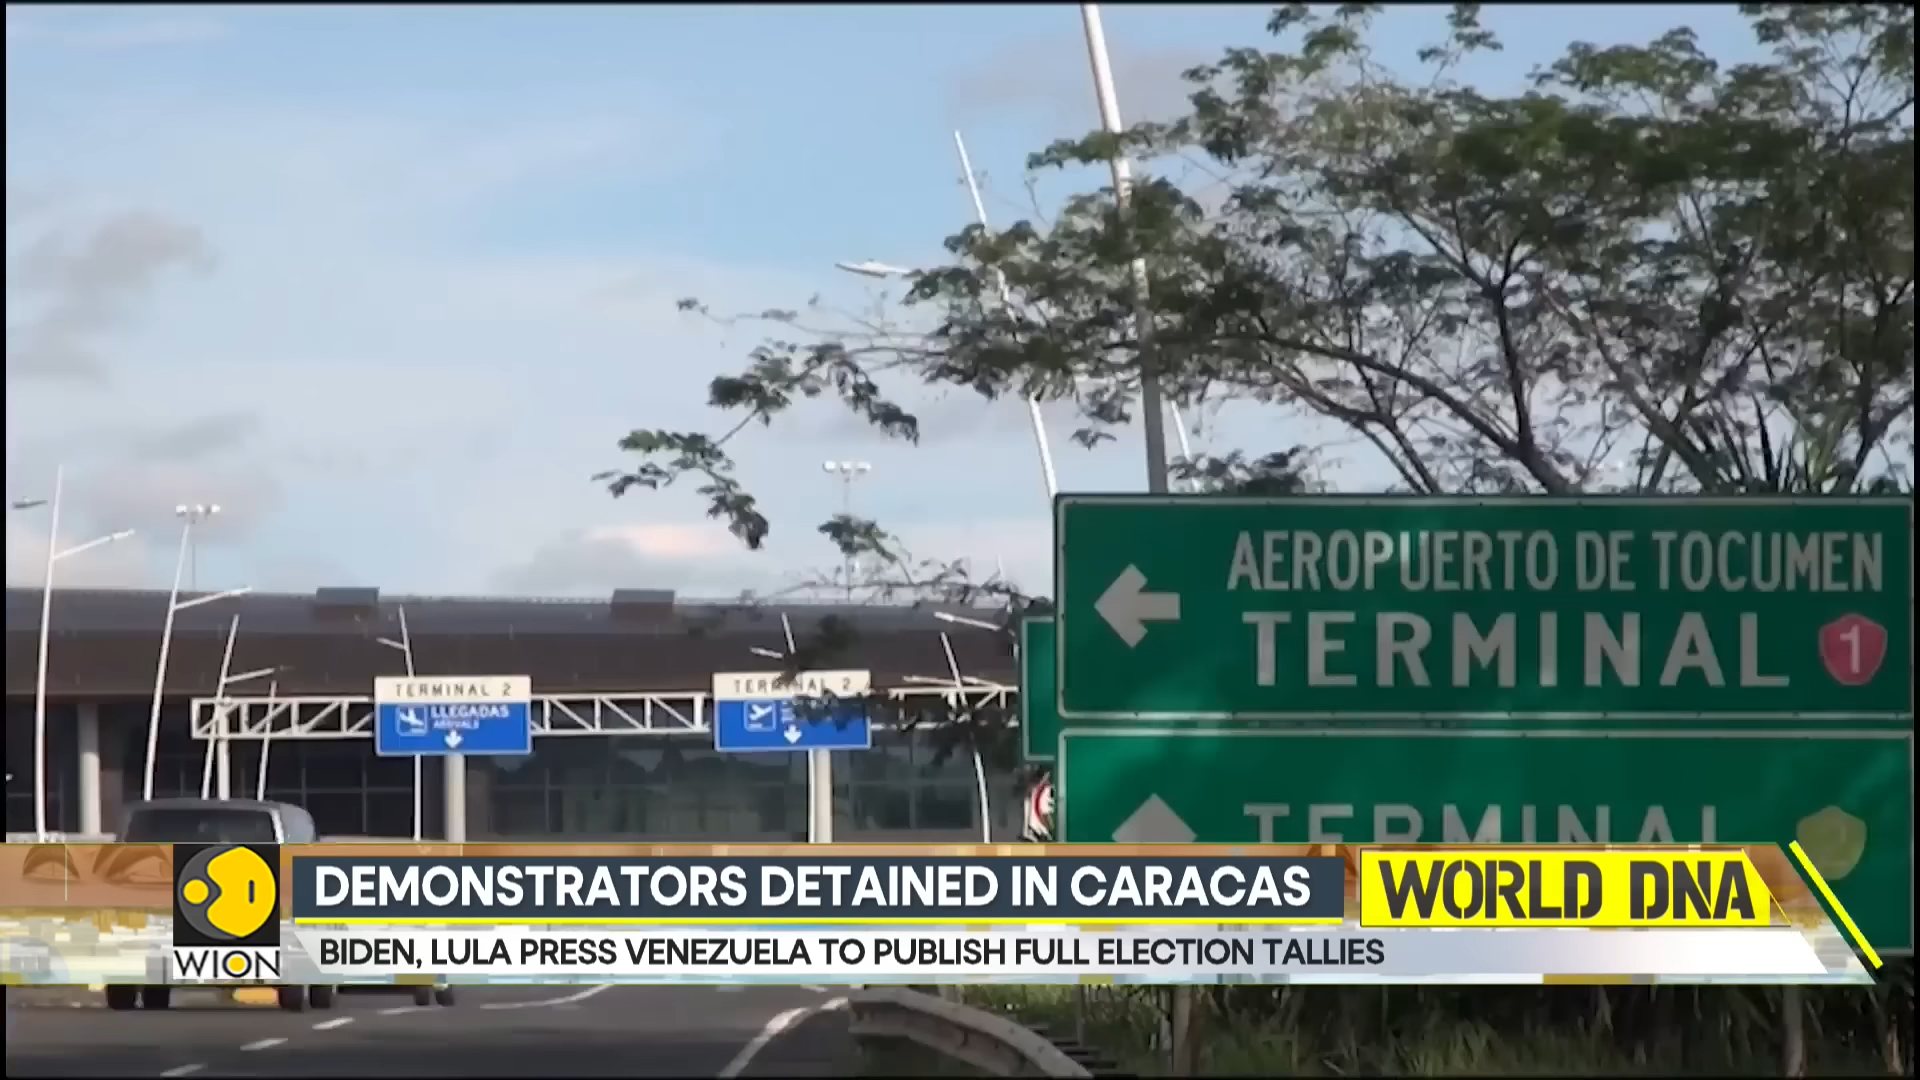 AEROPUERTO DE TOCUMEN
TERMINAL 1
TERMINAL 2
LLEGADAS
ARRIVALS
TERMINAL 2
TERMINAL
DEMONSTRATORS DETAINED IN CARACAS
WORLD DNA
BIDEN, LULA PRESS VENEZUELA TO PUBLISH FULL ELECTION TALLIES
WION